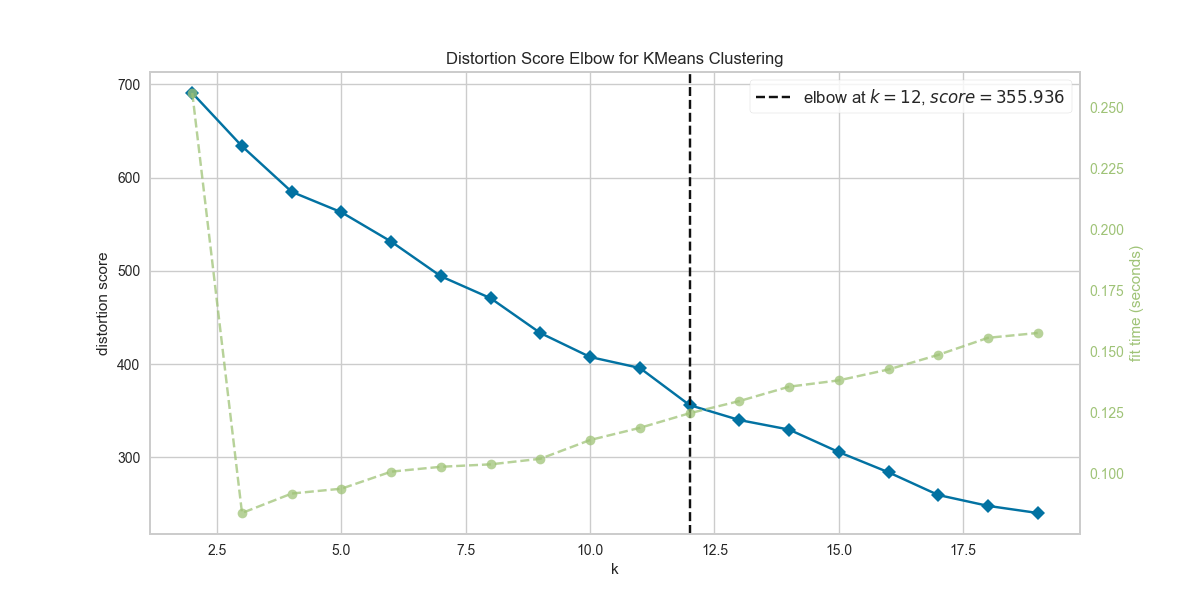 Distortion Score Elbow for KMeans Clustering
elbow at k = 12, score = 355.936
700
600
500
400
300
distortion score
0.250
0.225
0.200
0.175
0.150
0.125
0.100
fit time (seconds)
2.5 5.0 7.5 10.0 12.5 15.0 17.5
k